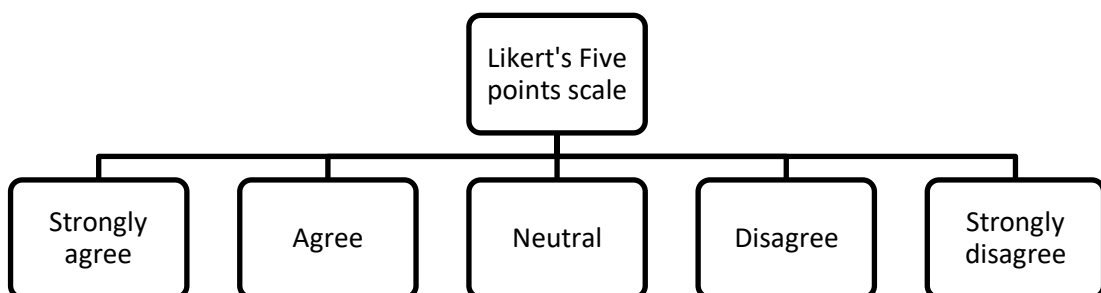 Likert's Five
points scale
Strongly
agree
Agree
Neutral
Disagree
Strongly
disagree